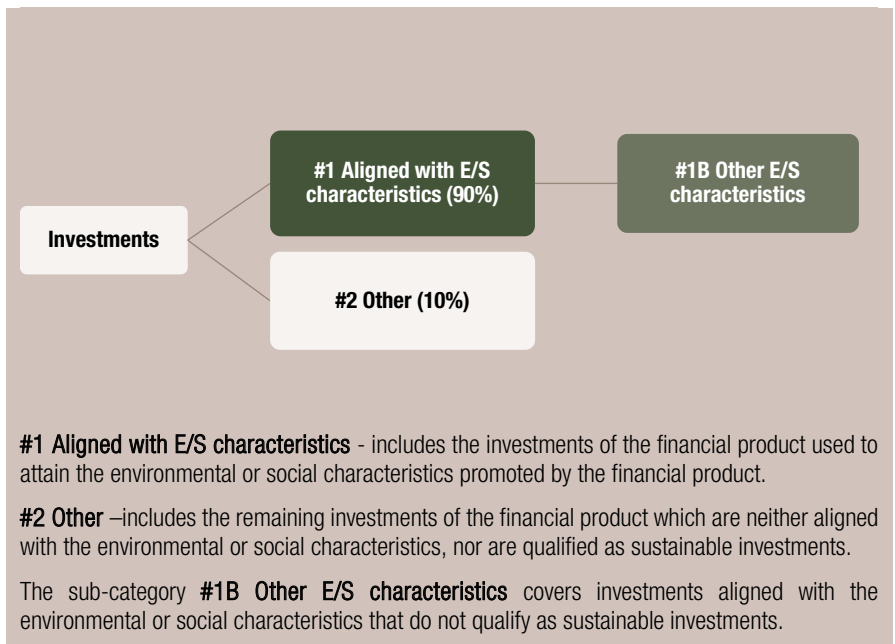 #1 Aligned with E/S
characteristics (90%)
#1B Other E/S
characteristics
Investments
#2 Other (10%)
#1 Aligned with E/S characteristics - includes the investments of the financial product used to
attain the environmental or social characteristics promoted by the financial product.
#2 Other –includes the remaining investments of the financial product which are neither aligned
with the environmental or social characteristics, nor are qualified as sustainable investments.
The sub-category #1B Other E/S characteristics covers investments aligned with the
environmental or social characteristics that do not qualify as sustainable investments.